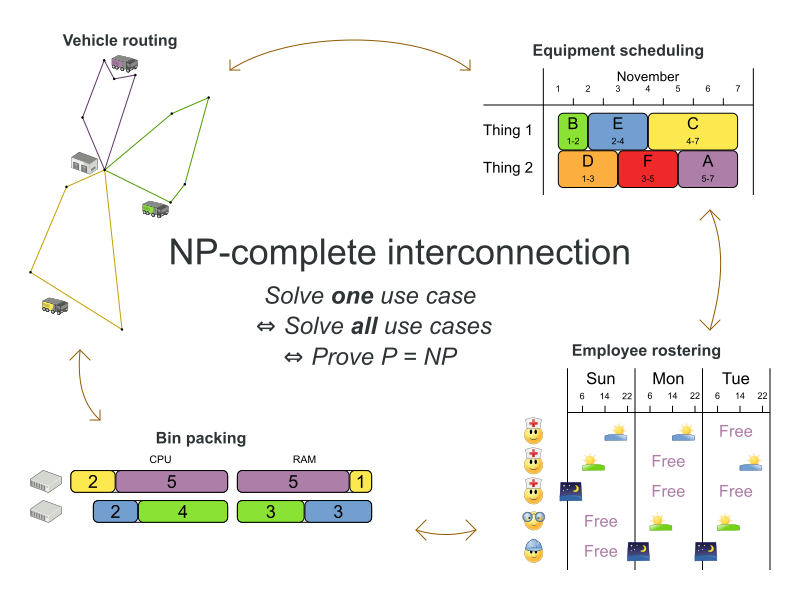 Vehicle routing
Equipment scheduling
November
1 2 3 4 5 6 7
Thing 1
B E C
1-2 2-4 4-7
Thing 2
D F A
1-3 3-5 5-7
NP-complete interconnection
Solve one use case
⇔ Solve all use cases
⇔ Prove P = NP
Employee rostering
Sun Mon Tue
6 14 22 6 14 22 6 14 22
Free
Free
Free Free
Free
Free
Bin packing
CPU RAM
2 5 5 1
2 4 3 3